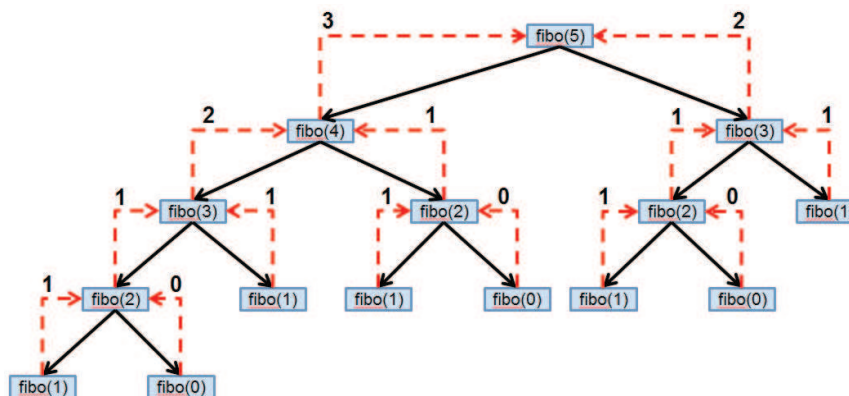 3 2
fibo(5)
2 1 1 1
fibo(4) fibo(3)
1 1 1 0 1 0
fibo(3) fibo(2) fibo(2) fibo(1
1 0
fibo(2) fibo(1) fibo(1) fibo(0) fibo(1) fibo(0)
fibo(1) fibo(0)